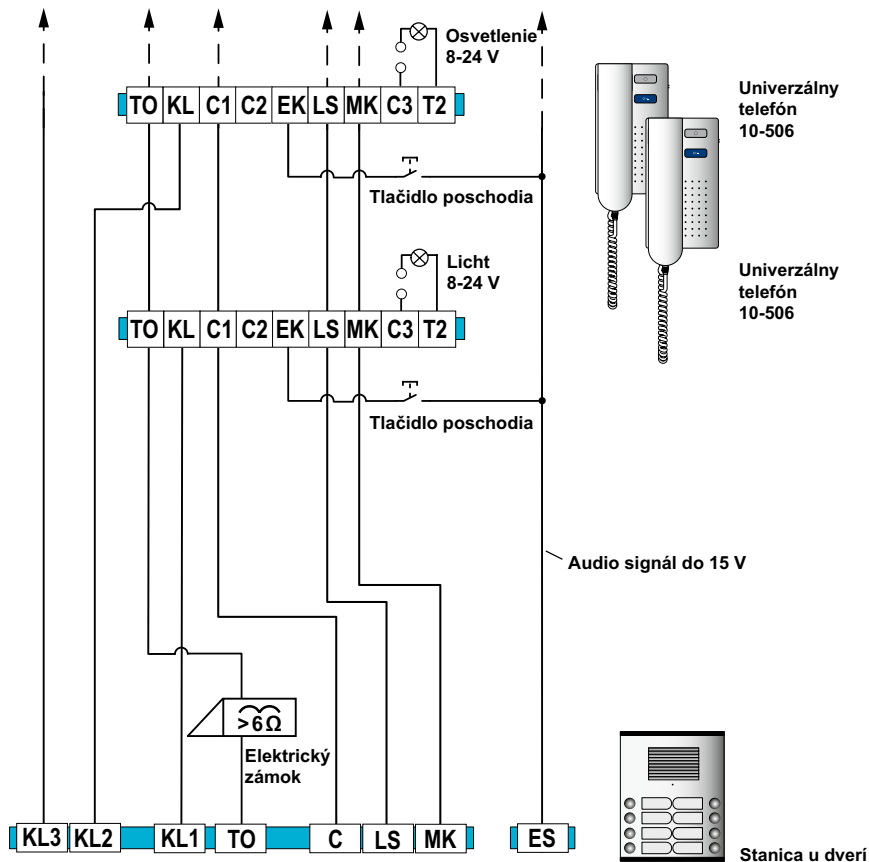 Osvetlenie
8-24 V
TO KL C1 C2 EK LS MK C3 T2
Univerzálny
telefón
10-506
Tlačidlo poschodia
Licht
8-24 V
Univerzálny
telefón
10-506
TO KL C1 C2 EK LS MK C3 T2
Tlačidlo poschodia
Audio signál do 15 V
>6Ω
Elektrický
zámok
KL3 KL2 KL1 TO C LS MK ES
Stanica u dverí